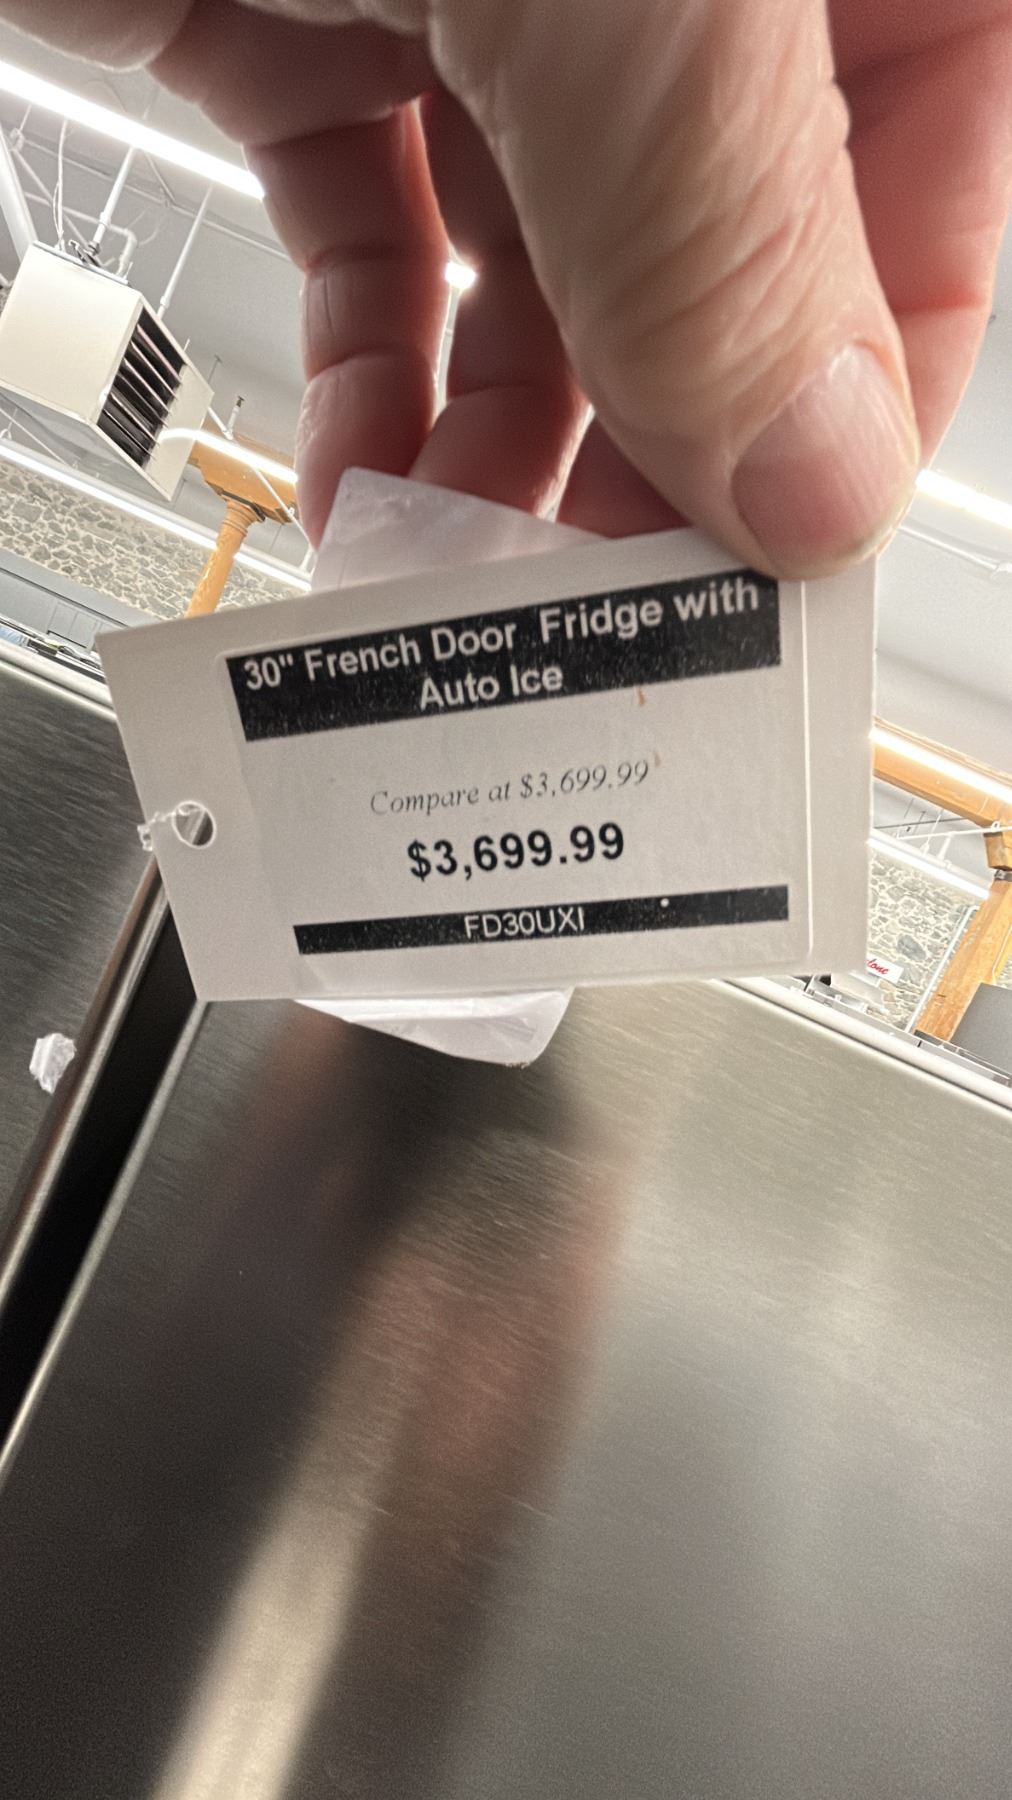 30" French Door Fridge with
Auto Ice
Compare at $3,699.99
$3,699.99
FD30UXI